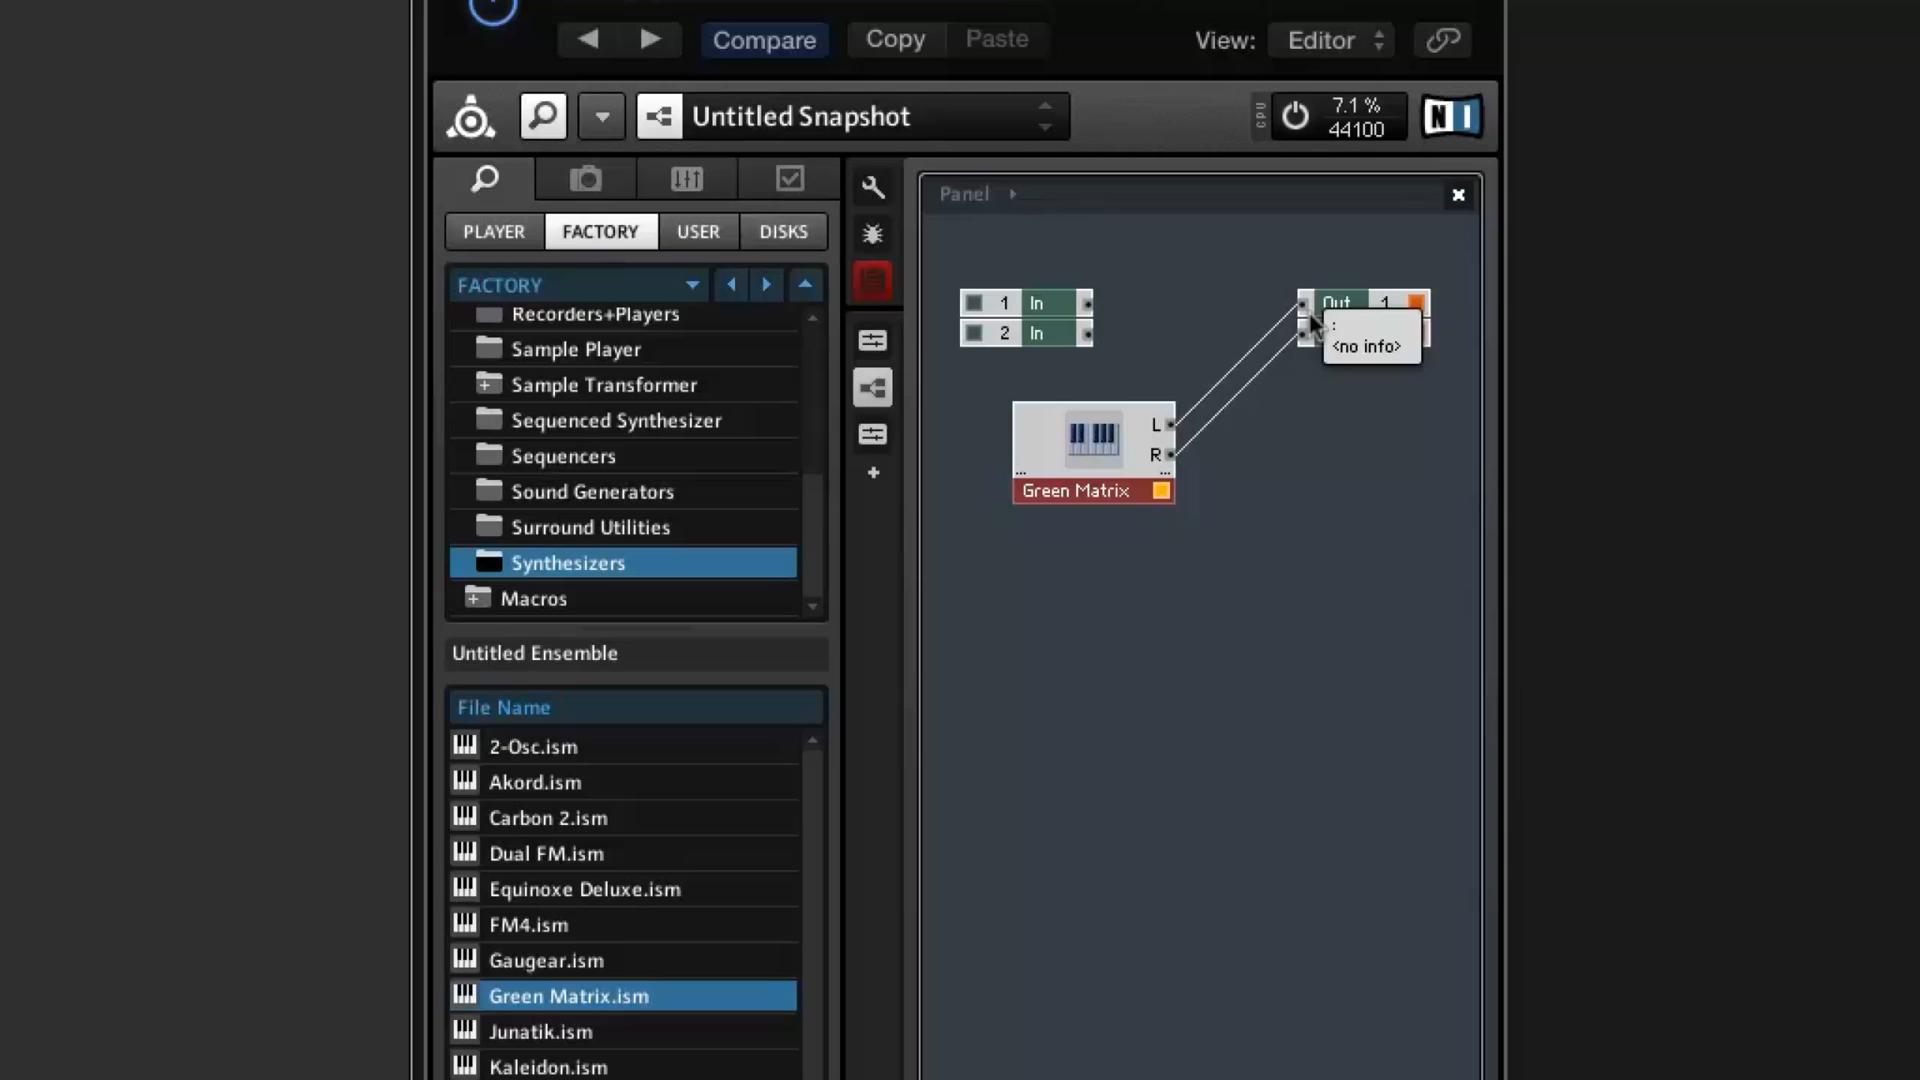 Compare
Copy
Paste
View:
Editor
Untitled Snapshot
CPU
7.1 %
44100
NI
PLAYER
FACTORY
USER
DISKS
FACTORY
Recorders+Players
Sample Player
Sample Transformer
Sequenced Synthesizer
Sequencers
Sound Generators
Surround Utilities
Synthesizers
Macros
Untitled Ensemble
File Name
2-Osc.ism
Akord.ism
Carbon 2.ism
Dual FM.ism
Equinoxe Deluxe.ism
FM4.ism
Gaugear.ism
Green Matrix.ism
Junatik.ism
Kaleidon.ism
Panel
1 In
2 In
Out 1
:
<no info>
L
R
... ...
Green Matrix